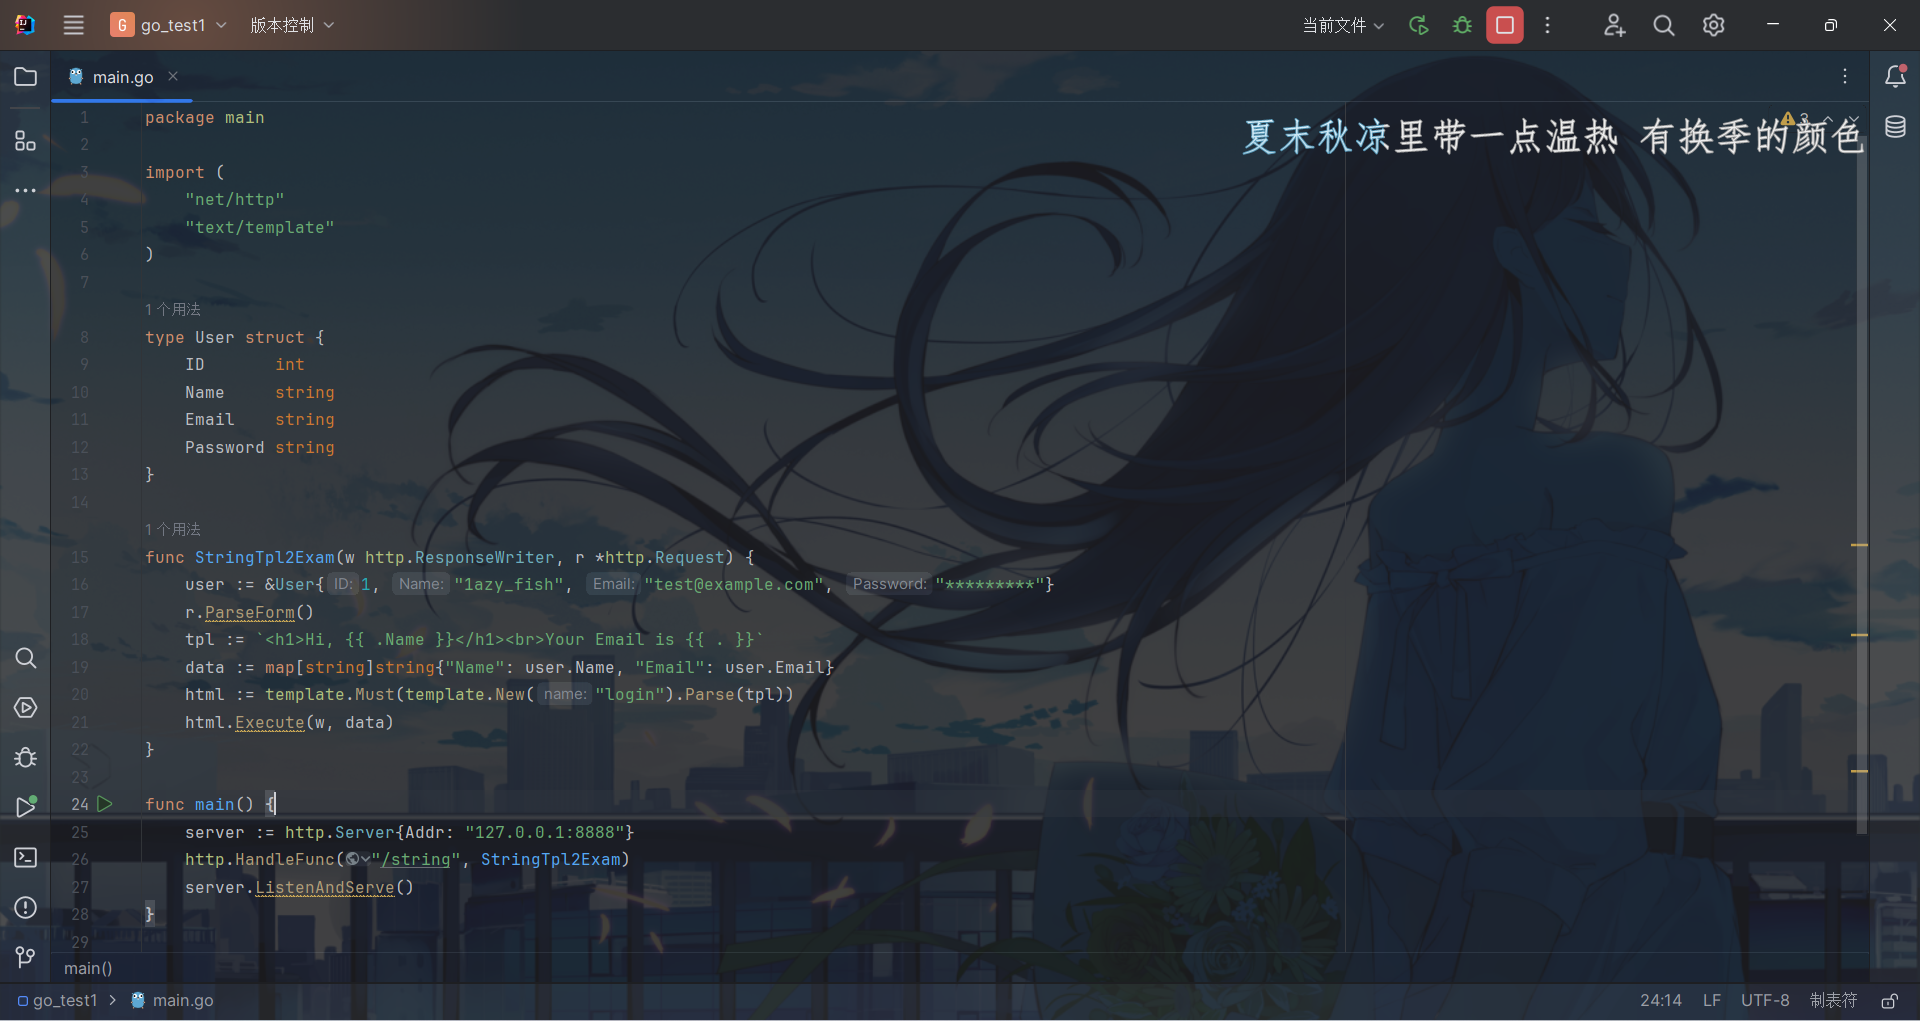 G go_test1 版本控制 当前文件
main.go
夏末秋凉里带一点温热 有换季的颜色
3
1 package main
2
3 import (
4 "net/http"
5 "text/template"
6 )
7
1 个用法
8 type User struct {
9 ID int
10 Name string
11 Email string
12 Password string
13 }
14
1 个用法
15 func StringTpl2Exam(w http.ResponseWriter, r *http.Request) {
16 user := &User{ ID: 1, Name: "1azy_fish", Email: "test@example.com", Password: "*********"}
17 r.ParseForm()
18 tpl := `<h1>Hi, {{ .Name }}</h1><br>Your Email is {{ . }}`
19 data := map[string]string{"Name": user.Name, "Email": user.Email}
20 html := template.Must(template.New( name: "login").Parse(tpl))
21 html.Execute(w, data)
22 }
23
24 func main() {
25 server := http.Server{Addr: "127.0.0.1:8888"}
26 http.HandleFunc("/string", StringTpl2Exam)
27 server.ListenAndServe()
28 }
29
main()
go_test1 main.go 24:14 LF UTF-8 制表符